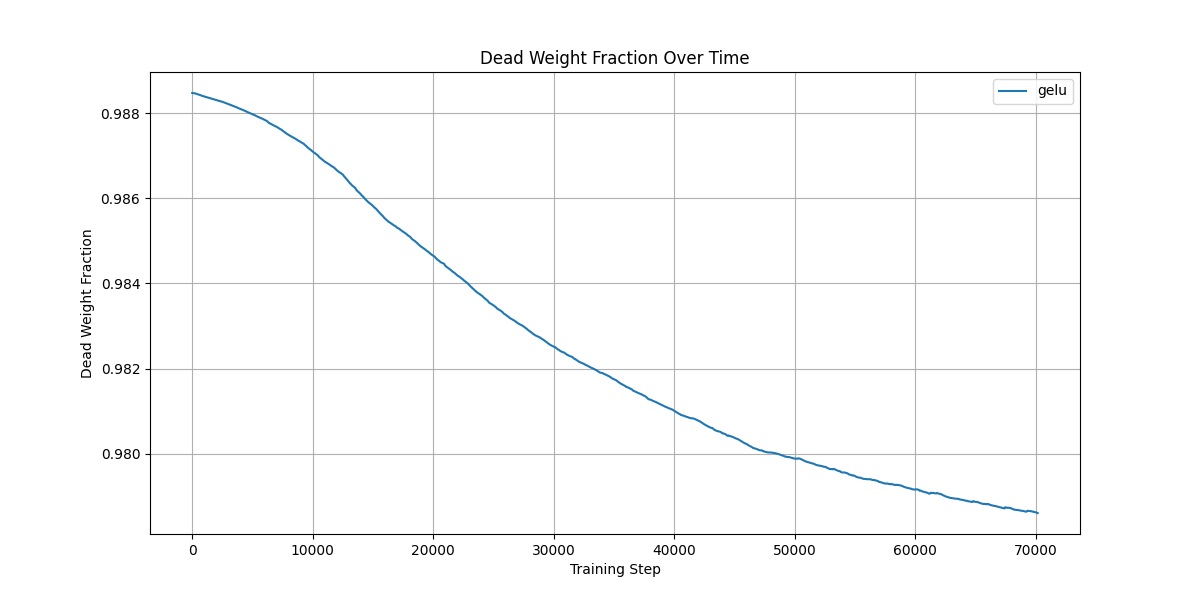 Dead Weight Fraction Over Time
gelu
Dead Weight Fraction
0.988
0.986
0.984
0.982
0.980
0 10000 20000 30000 40000 50000 60000 70000
Training Step